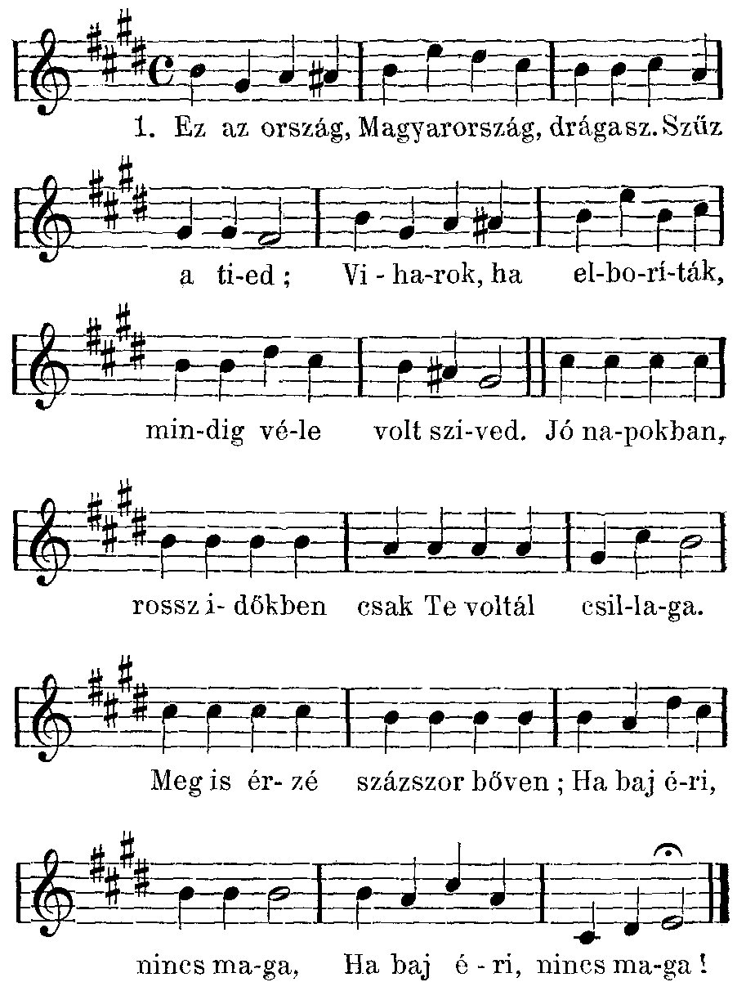 1. Ez az ország, Magyarország, drága sz. Szűz
a ti-ed ; Vi - ha-rok, ha el-bo-rí-ták,
min-dig vé-le volt szi-ved. Jó na-pokban,
rossz i- dőkben csak Te voltál csil-la-ga.
Meg is ér- zé százszor bőven ; Ha baj é-ri,
nincs ma-ga, Ha baj é - ri, nincs ma-ga !